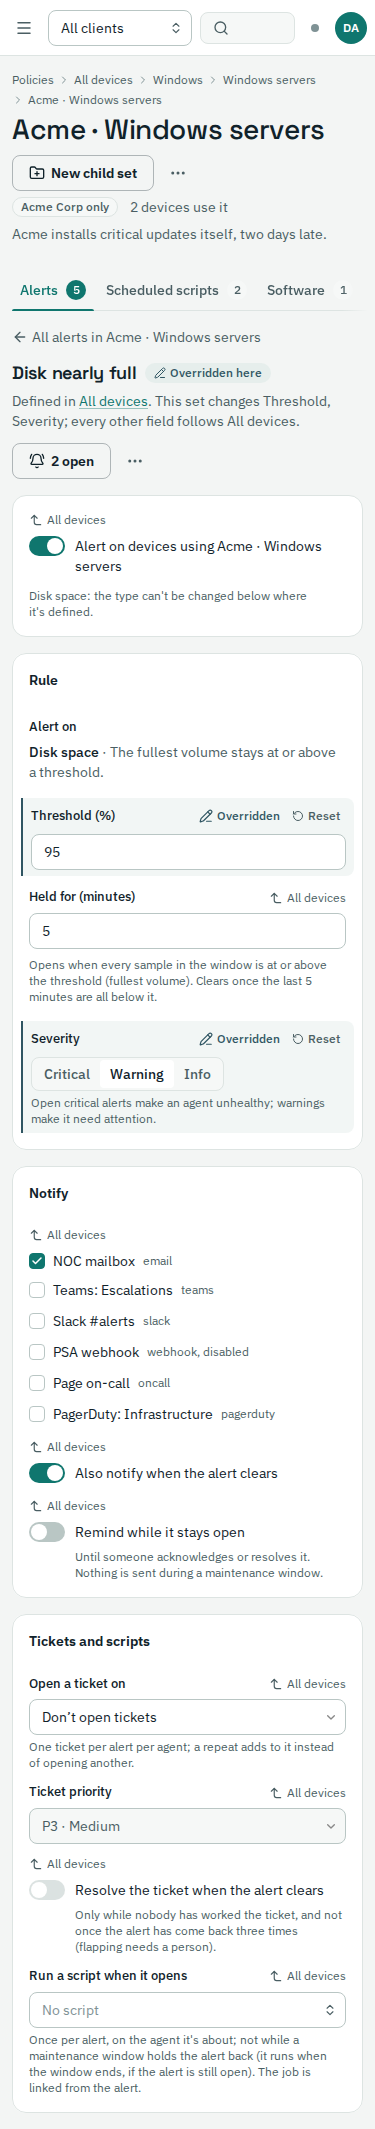 All clients
DA
Policies > All devices > Windows > Windows servers
> Acme · Windows servers
Acme · Windows servers
New child set
Acme Corp only 2 devices use it
Acme installs critical updates itself, two days late.
Alerts 5 Scheduled scripts 2 Software 1
All alerts in Acme · Windows servers
Disk nearly full Overridden here
Defined in All devices. This set changes Threshold,
Severity; every other field follows All devices.
2 open
All devices
Alert on devices using Acme · Windows
servers
Disk space: the type can't be changed below where
it's defined.
Rule
Alert on
Disk space · The fullest volume stays at or above
a threshold.
Threshold (%) Overridden Reset
95
Held for (minutes) All devices
5
Opens when every sample in the window is at or above
the threshold (fullest volume). Clears once the last 5
minutes are all below it.
Severity Overridden Reset
Critical Warning Info
Open critical alerts make an agent unhealthy; warnings
make it need attention.
Notify
All devices
NOC mailbox email
Teams: Escalations teams
Slack #alerts slack
PSA webhook webhook, disabled
Page on-call oncall
PagerDuty: Infrastructure pagerduty
All devices
Also notify when the alert clears
All devices
Remind while it stays open
Until someone acknowledges or resolves it.
Nothing is sent during a maintenance window.
Tickets and scripts
Open a ticket on All devices
Don’t open tickets
One ticket per alert per agent; a repeat adds to it instead
of opening another.
Ticket priority All devices
P3 · Medium
All devices
Resolve the ticket when the alert clears
Only while nobody has worked the ticket, and not
once the alert has come back three times
(flapping needs a person).
Run a script when it opens All devices
No script
Once per alert, on the agent it's about; not while a
maintenance window holds the alert back (it runs when
the window ends, if the alert is still open). The job is
linked from the alert.